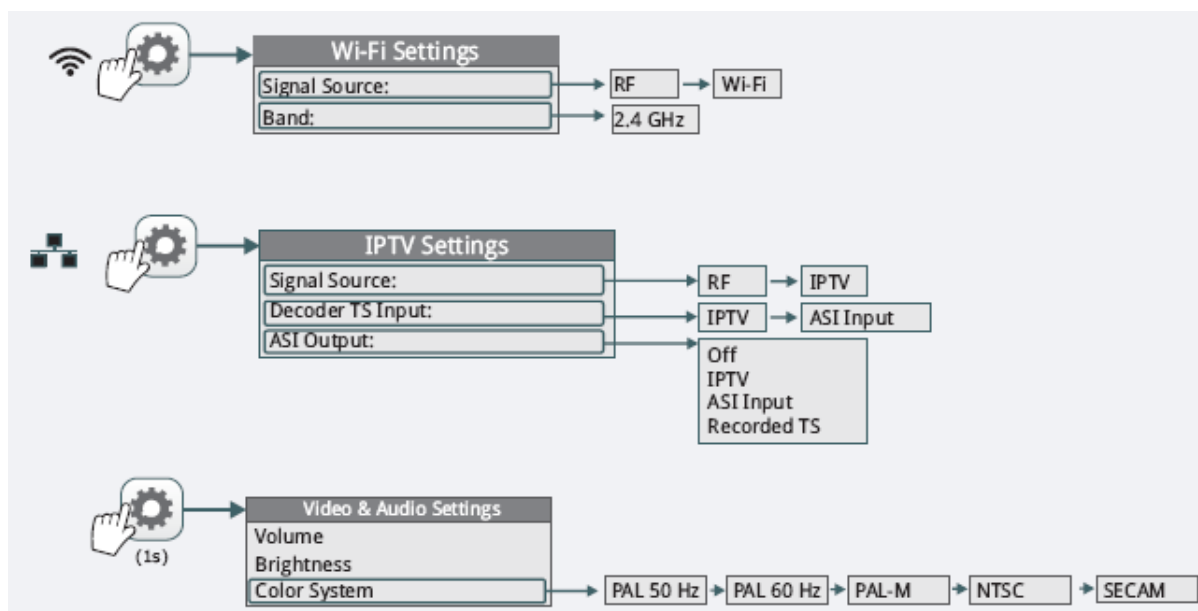 Wi-Fi Settings
Signal Source: RF Wi-Fi
Band: 2.4 GHz
IPTV Settings
Signal Source: RF IPTV
Decoder TS Input: IPTV ASI Input
ASI Output:
Off
IPTV
ASI Input
Recorded TS
Video & Audio Settings
(1s)
Volume
Brightness
Color System PAL 50 Hz PAL 60 Hz PAL-M NTSC SECAM